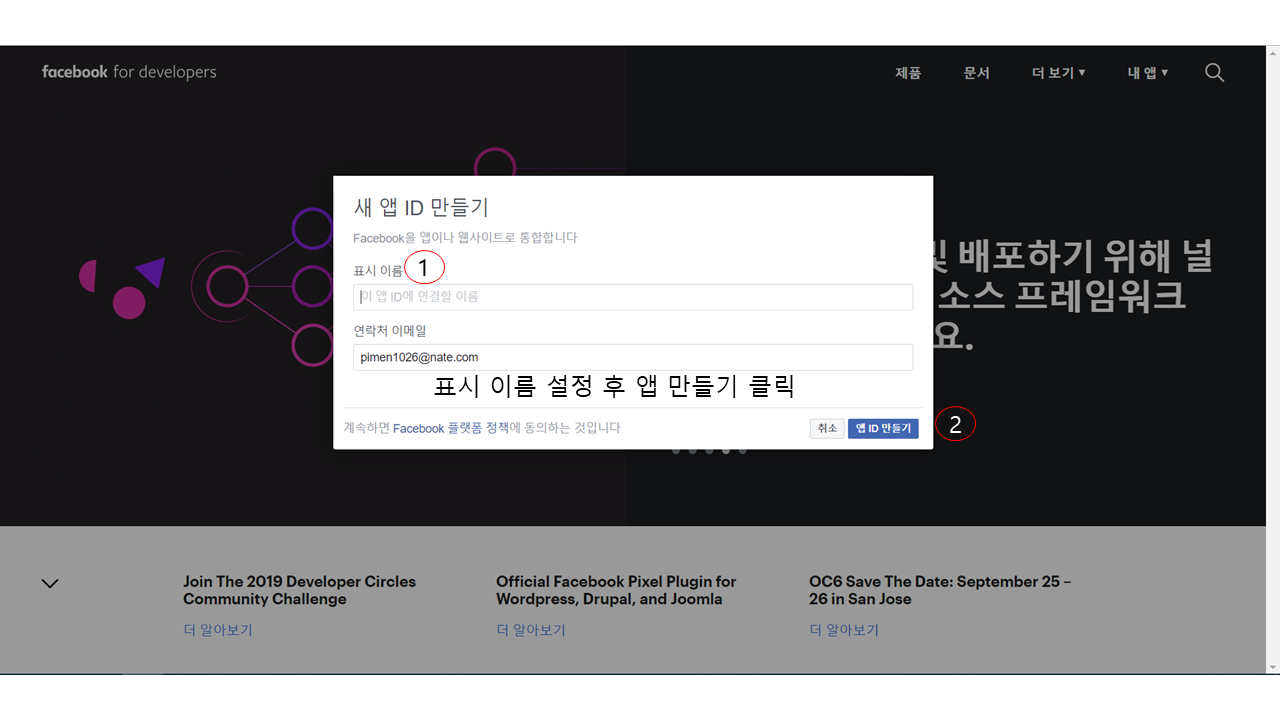 facebook for developers
제품 문서 더 보기 ▼ 내 앱 ▼
새 앱 ID 만들기
Facebook을 앱이나 웹사이트로 통합합니다
표시 이름 1
이 앱 ID에 연결할 이름
연락처 이메일
pimen1026@nate.com
표시 이름 설정 후 앱 만들기 클릭
계속하면 Facebook 플랫폼 정책에 동의하는 것입니다
취소 앱 ID 만들기 2
배포하기 위해 널
소스 프레임워크
요.
Join The 2019 Developer Circles
Community Challenge
더 알아보기
Official Facebook Pixel Plugin for
Wordpress, Drupal, and Joomla
더 알아보기
OC6 Save The Date: September 25 –
26 in San Jose
더 알아보기